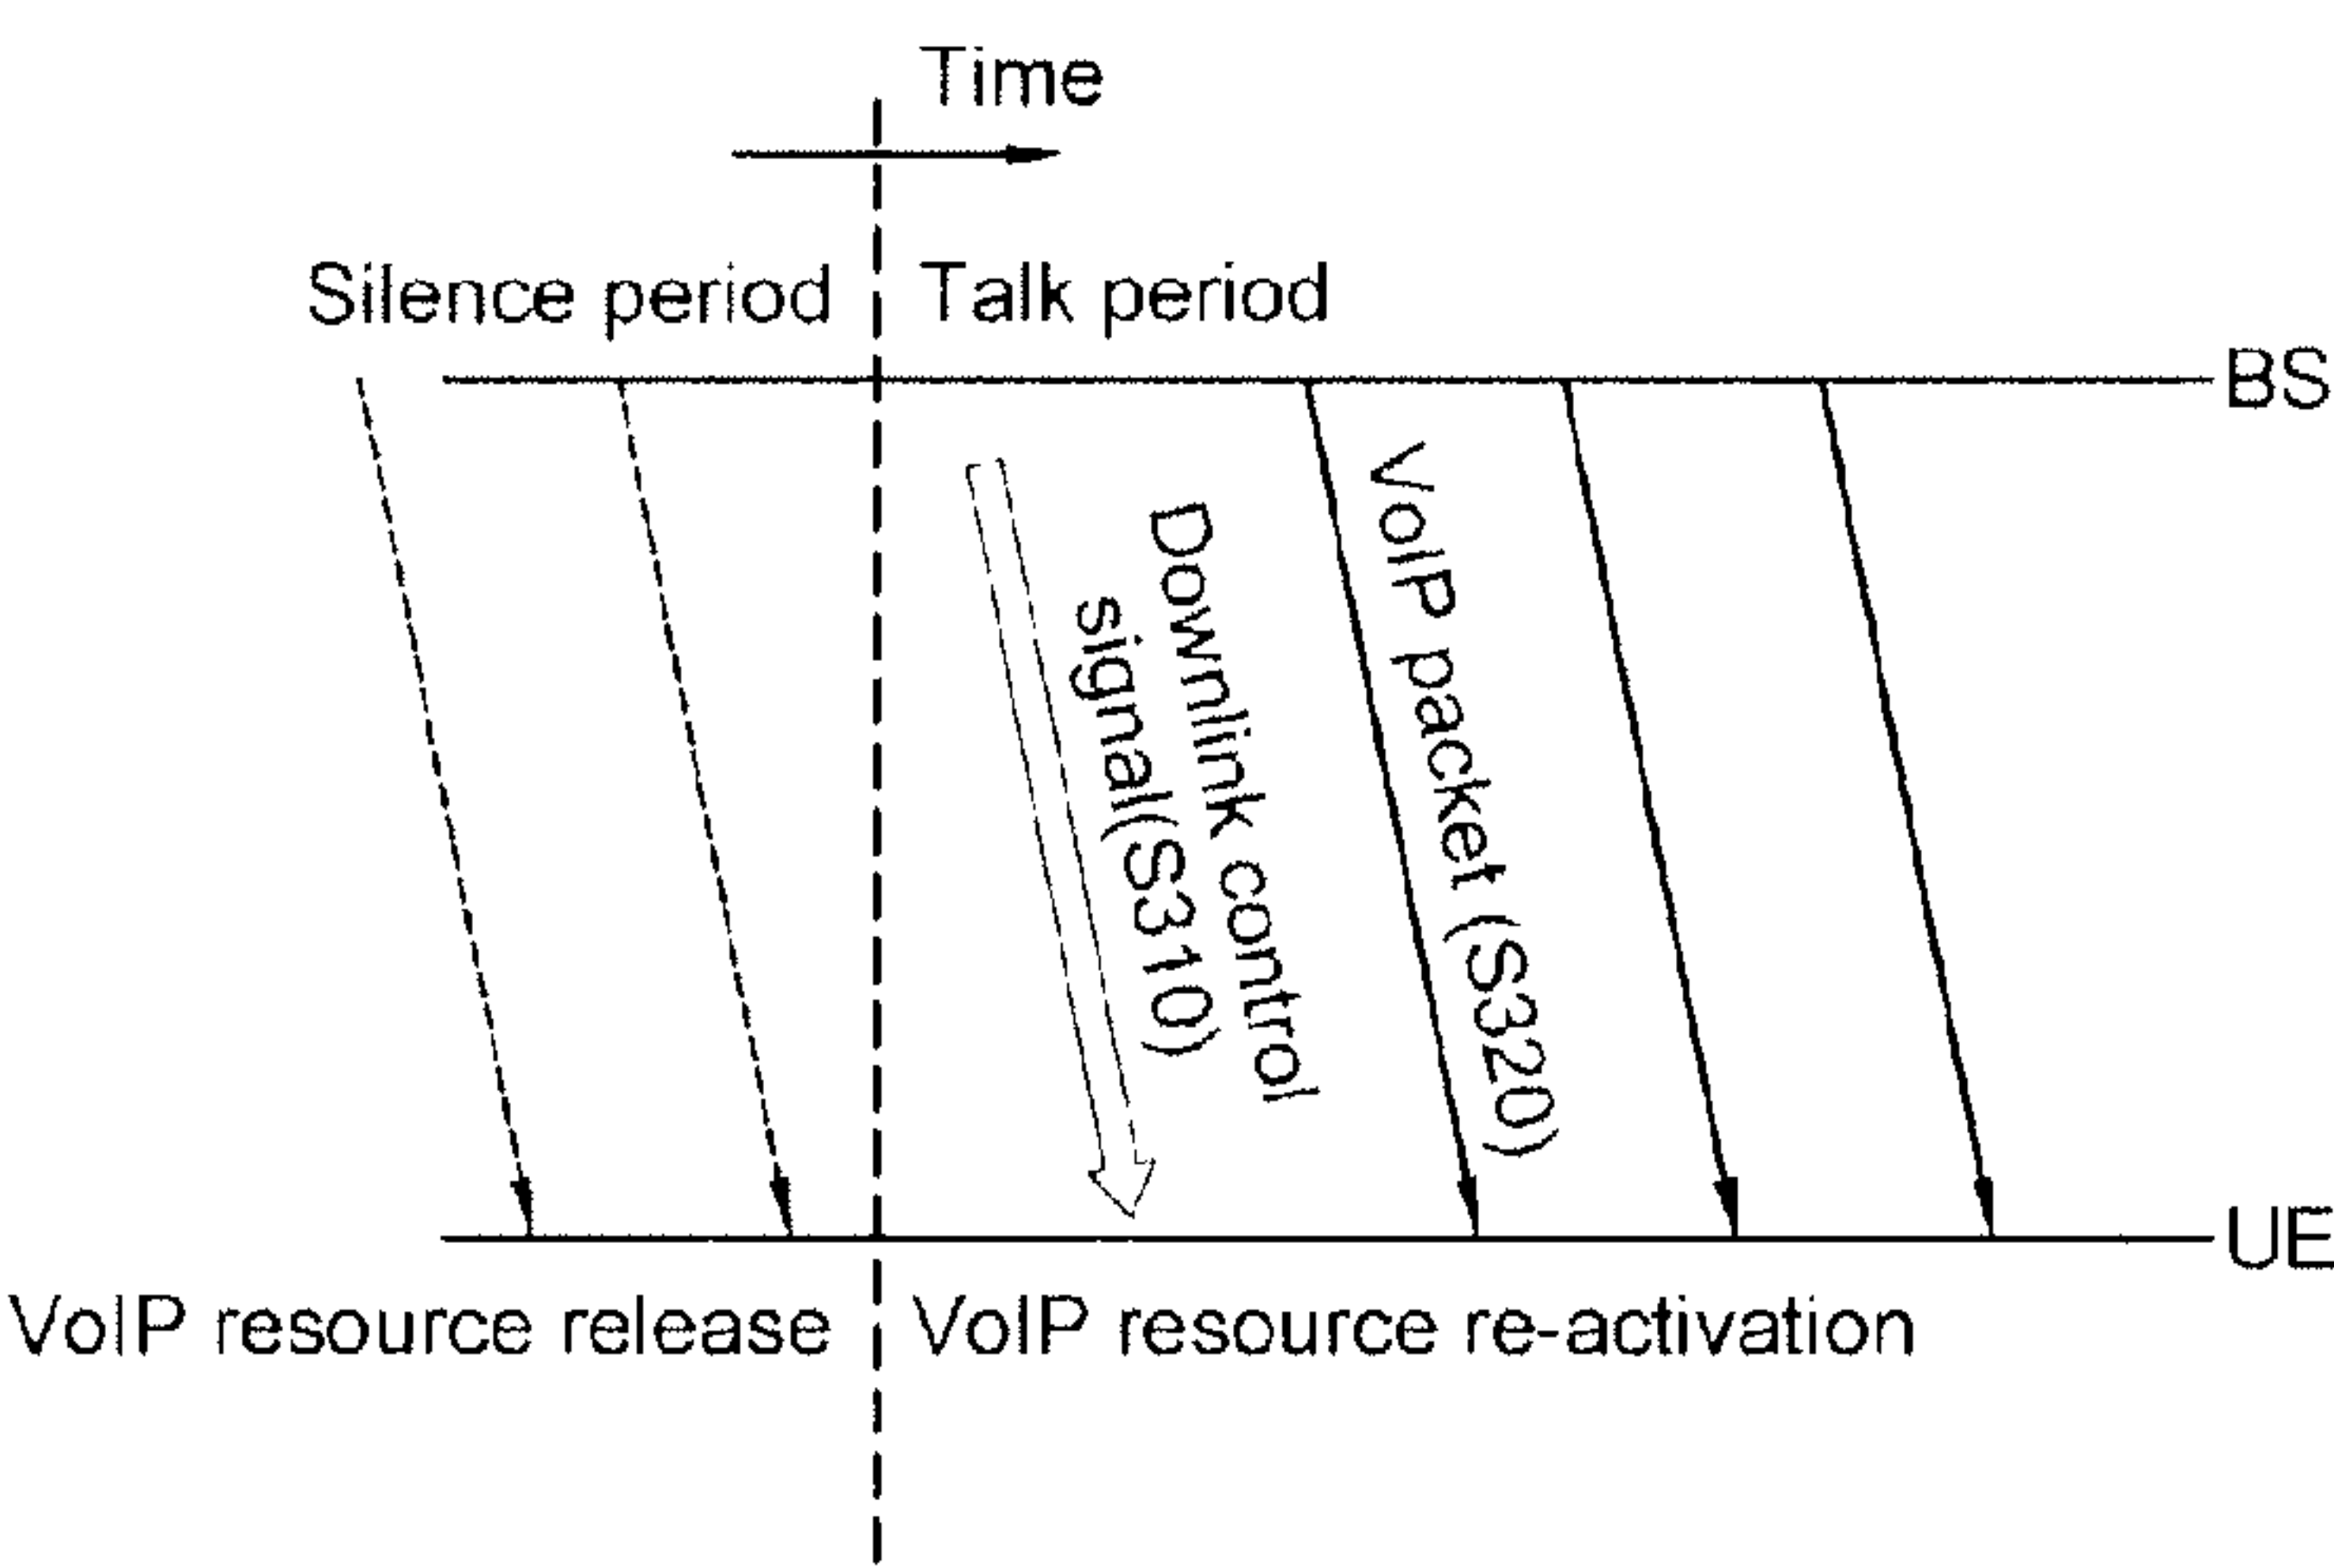 Time
Silence period
Talk period
BS
Downlink control
signal(S310)
VoIP packet (S320)
UE
VoIP resource release
VoIP resource re-activation